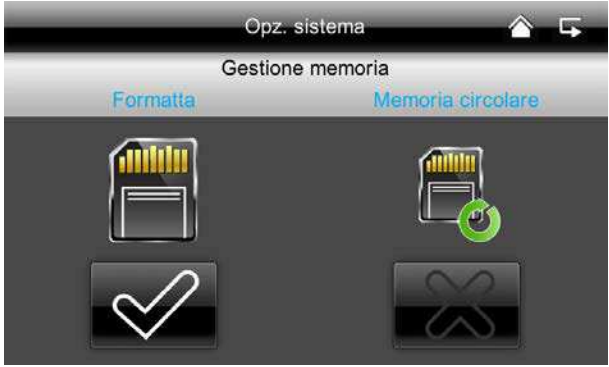 Opz. sistema
Gestione memoria
Formatta Memoria circolare